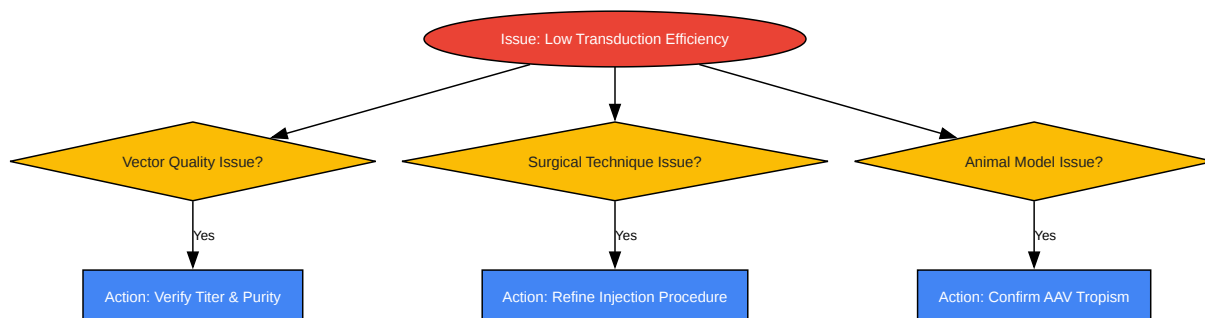 Issue: Low Transduction Efficiency
Vector Quality Issue?
Surgical Technique Issue?
Animal Model Issue?
Yes
Yes
Yes
Action: Verify Titer & Purity
Action: Refine Injection Procedure
Action: Confirm AAV Tropism